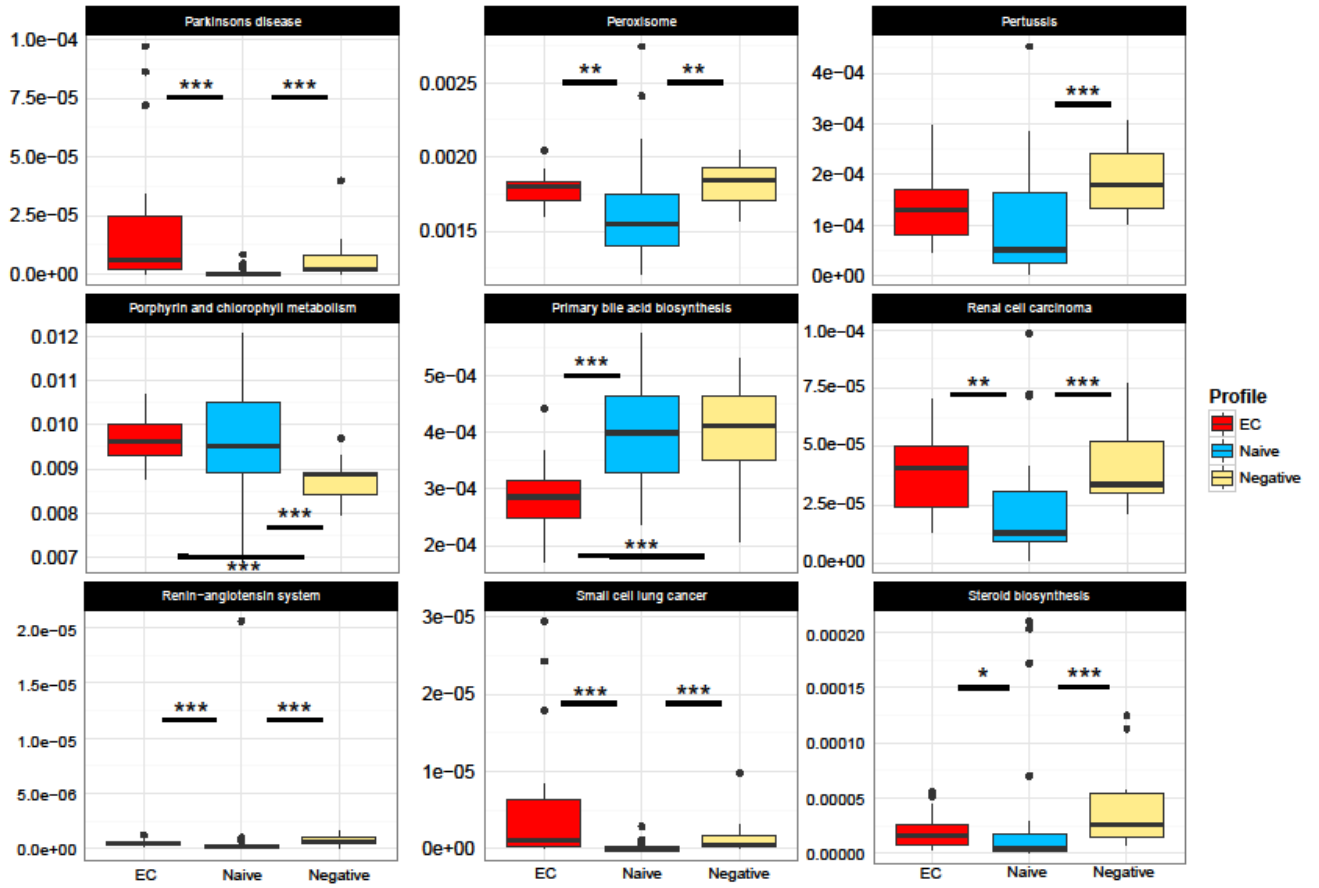 Parkinsons disease
Peroxisome
Pertussis
1.0e−04
7.5e−05
5.0e−05
2.5e−05
0.0e+00
*** ***
0.0025
0.0020
0.0015
** **
4e−04
3e−04
2e−04
1e−04
0e+00
***
Porphyrin and chlorophyll metabolism
Primary bile acid biosynthesis
Renal cell carcinoma
0.012
0.011
0.010
0.009
0.008
0.007
***
***
5e−04
4e−04
3e−04
2e−04
***
***
1.0e−04
7.5e−05
5.0e−05
2.5e−05
0.0e+00
** ***
Profile
EC
Naive
Negative
Renin−angiotensin system
Small cell lung cancer
Steroid biosynthesis
2.0e−05
1.5e−05
1.0e−05
5.0e−06
0.0e+00
*** ***
3e−05
2e−05
1e−05
0e+00
*** ***
0.00020
0.00015
0.00010
0.00005
0.00000
* ***
EC Naive Negative
EC Naive Negative
EC Naive Negative